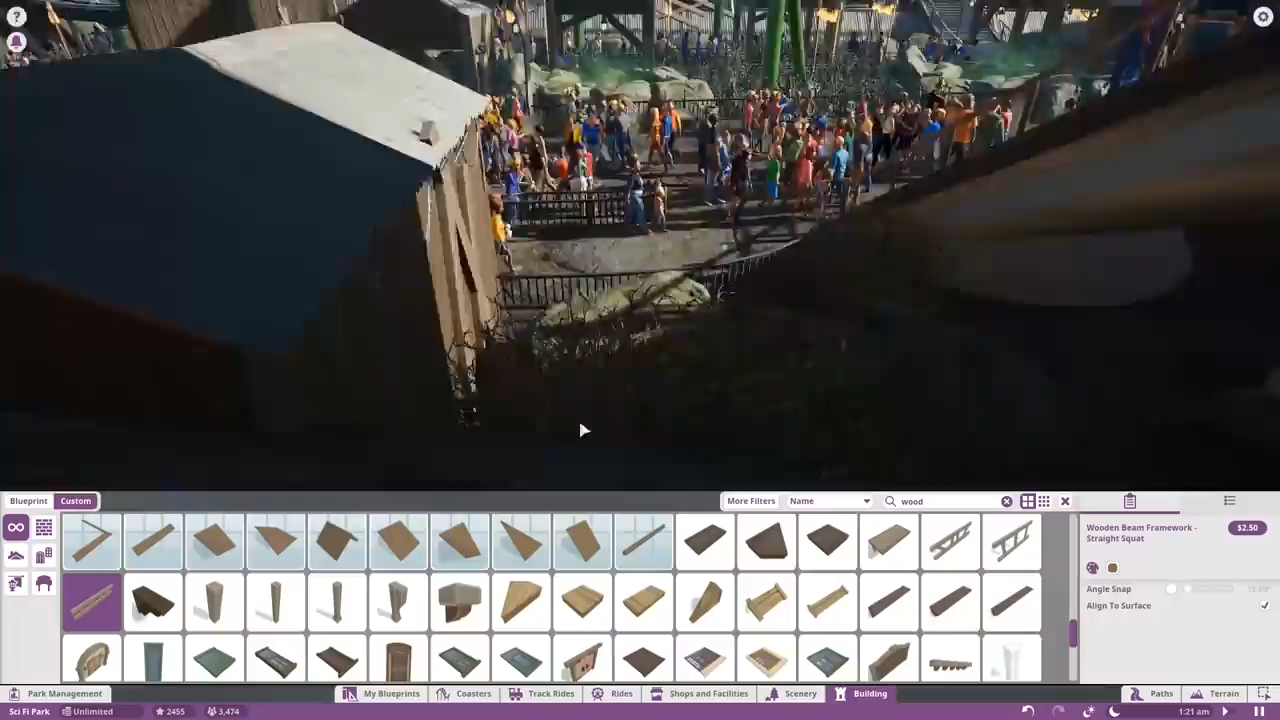 ?
Blueprint Custom More Filters Name wood
Wooden Beam Framework - Straight Squat $2.50
Angle Snap
Align To Surface
Park Management My Blueprints Coasters Track Rides Rides Shops and Facilities Scenery Building Paths Terrain
Sci Fi Park Unlimited 2455 3,474 1:21 am